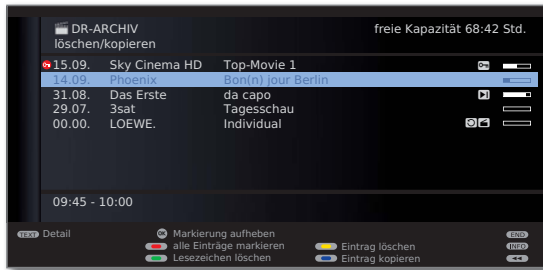 DR-ARCHIV freie Kapazität 68:42 Std.
löschen/kopieren
15.09. Sky Cinema HD Top-Movie 1
14.09. Phoenix Bon(n) jour Berlin
31.08. Das Erste da capo
29.07. 3sat Tagesschau
00.00. LOEWE. Individual
09:45 - 10:00
TEXT Detail OK Markierung aufheben END
alle Einträge markieren Eintrag löschen INFO
Lesezeichen löschen Eintrag kopieren